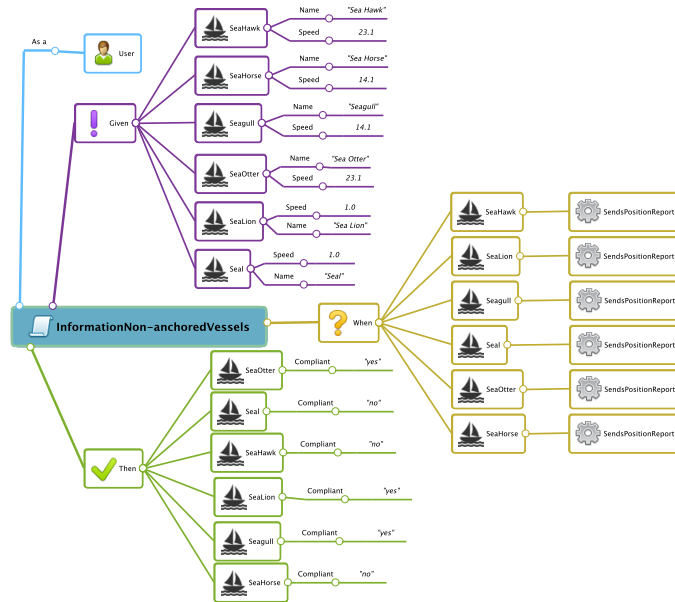 As a
User
Given
SeaHawk
Name "Sea Hawk"
Speed 23.1
SeaHorse
Name "Sea Horse"
Speed 14.1
Seagull
Name "Seagull"
Speed 14.1
SeaOtter
Name "Sea Otter"
Speed 23.1
SeaLion
Speed 1.0
Name "Sea Lion"
Seal
Speed 1.0
Name "Seal"
InformationNon-anchoredVessels
When
SeaHawk SendsPositionReport
SeaLion SendsPositionReport
Seagull SendsPositionReport
Seal SendsPositionReport
SeaOtter SendsPositionReport
SeaHorse SendsPositionReport
Then
SeaOtter Compliant "yes"
Seal Compliant "no"
SeaHawk Compliant "no"
SeaLion Compliant "yes"
Seagull Compliant "yes"
SeaHorse Compliant "no"